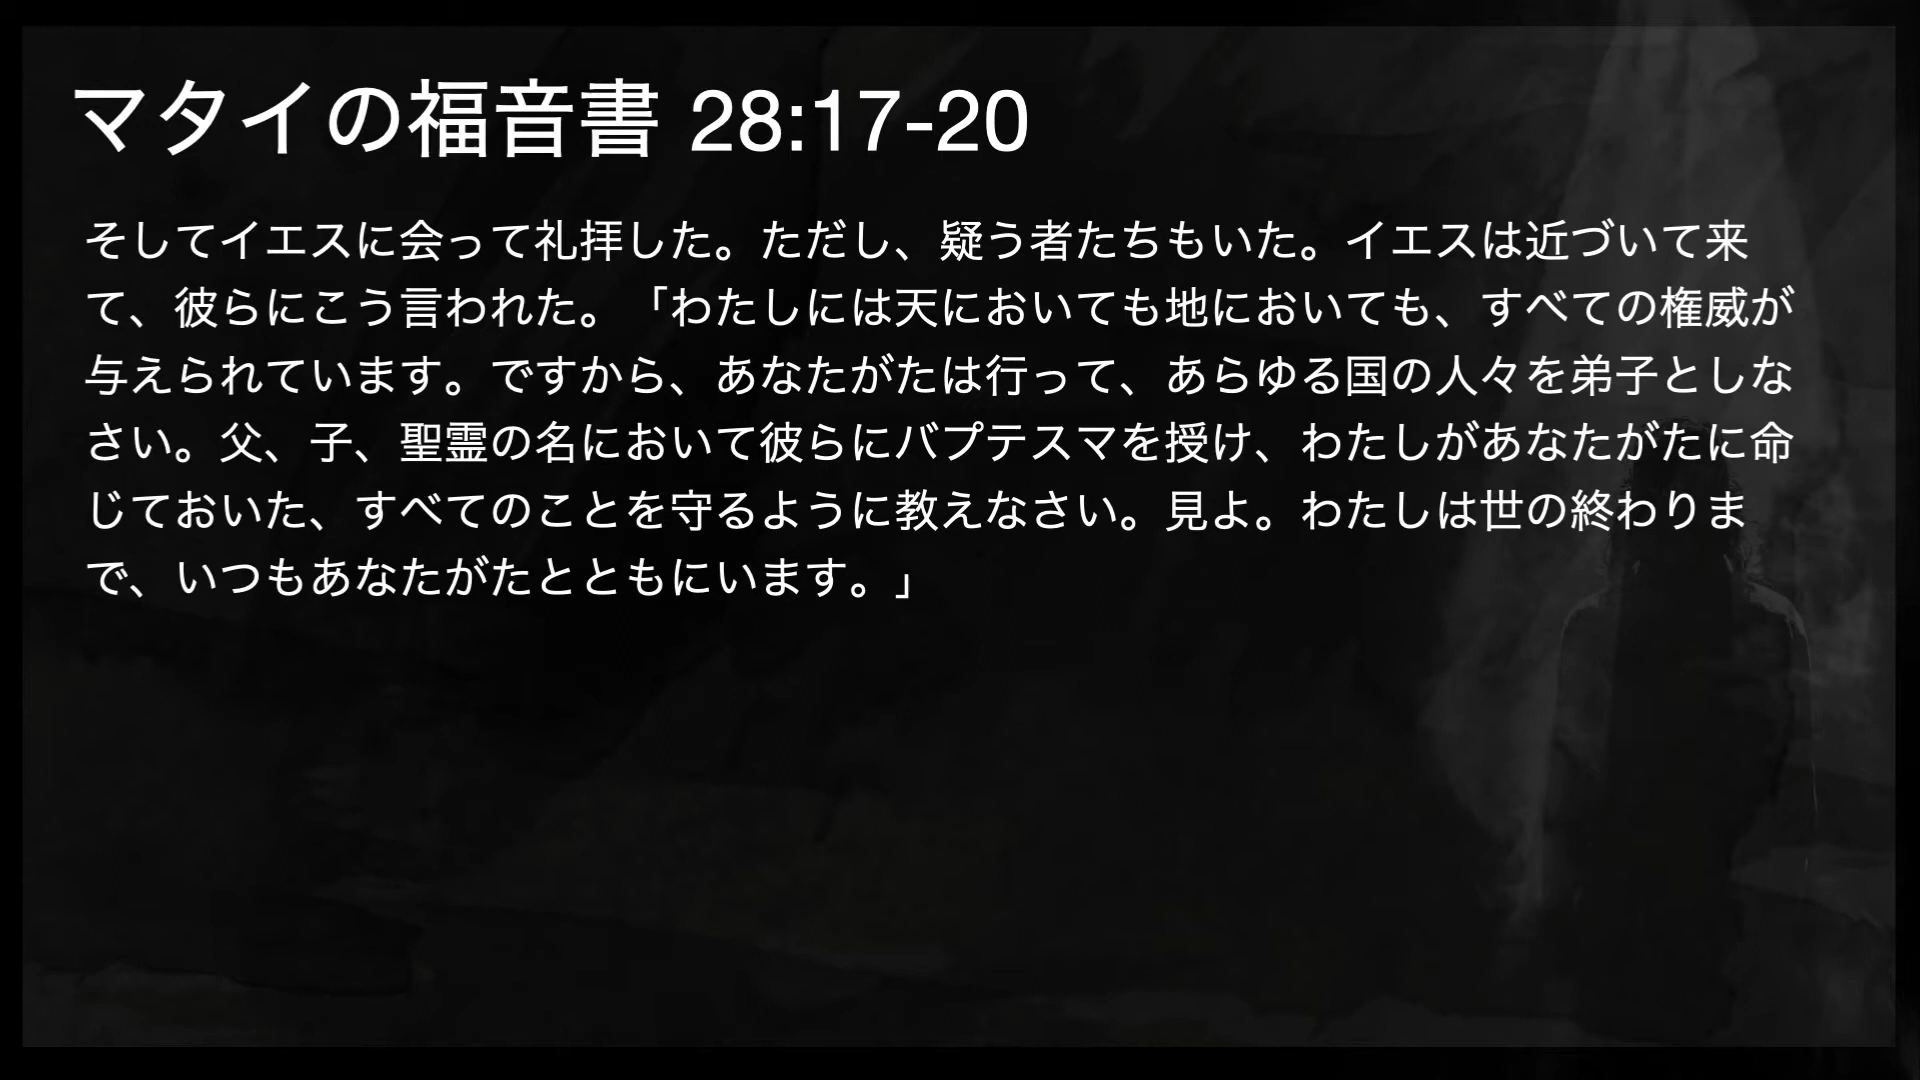 マタイの福音書 28:17-20
そしてイエスに会って礼拝した。ただし、疑う者たちもいた。イエスは近づいて来
て、彼らにこう言われた。「わたしには天においても地においても、すべての権威が
与えられています。ですから、あなたがたは行って、あらゆる国の人々を弟子としな
さい。父、子、聖霊の名において彼らにバプテスマを授け、わたしがあなたがたに命
じておいた、すべてのことを守るように教えなさい。見よ。わたしは世の終わりま
で、いつもあなたがたとともにいます。」